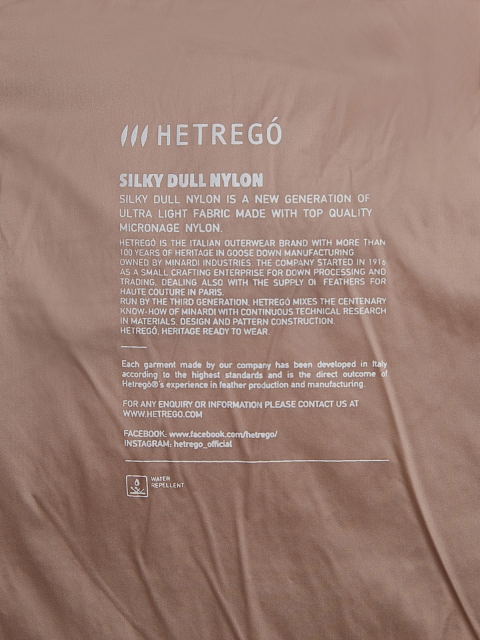 HETREGÓ
SILKY DULL NYLON
SILKY DULL NYLON IS A NEW GENERATION OF
ULTRA LIGHT FABRIC MADE WITH TOP QUALITY
MICRONAGE NYLON.
HETREGÓ IS THE ITALIAN OUTERWEAR BRAND WITH MORE THAN
100 YEARS OF HERITAGE IN GOOSE DOWN MANUFACTURING
OWNED BY MINARDI INDUSTRIES. THE COMPANY STARTED IN 1916
AS A SMALL CRAFTING ENTERPRISE FOR DOWN PROCESSING AND
TRADING, DEALING ALSO WITH THE SUPPLY OF FEATHERS FOR
HAUTE COUTURE IN PARIS.
RUN BY THE THIRD GENERATION, HETREGÓ MIXES THE CENTENARY
KNOW-HOW OF MINARDI WITH CONTINUOUS TECHNICAL RESEARCH
IN MATERIALS, DESIGN AND PATTERN CONSTRUCTION.
HETREGÓ, HERITAGE READY TO WEAR.
Each garment made by our company has been developed in Italy
according to the highest standards and is the direct outcome of
Hetregó®'s experience in feather production and manufacturing.
FOR ANY ENQUIRY OR INFORMATION PLEASE CONTACT US AT
WWW.HETREGO.COM
FACEBOOK: www.facebook.com/hetrego/
INSTAGRAM: hetrego_official
WATER
REPELLENT